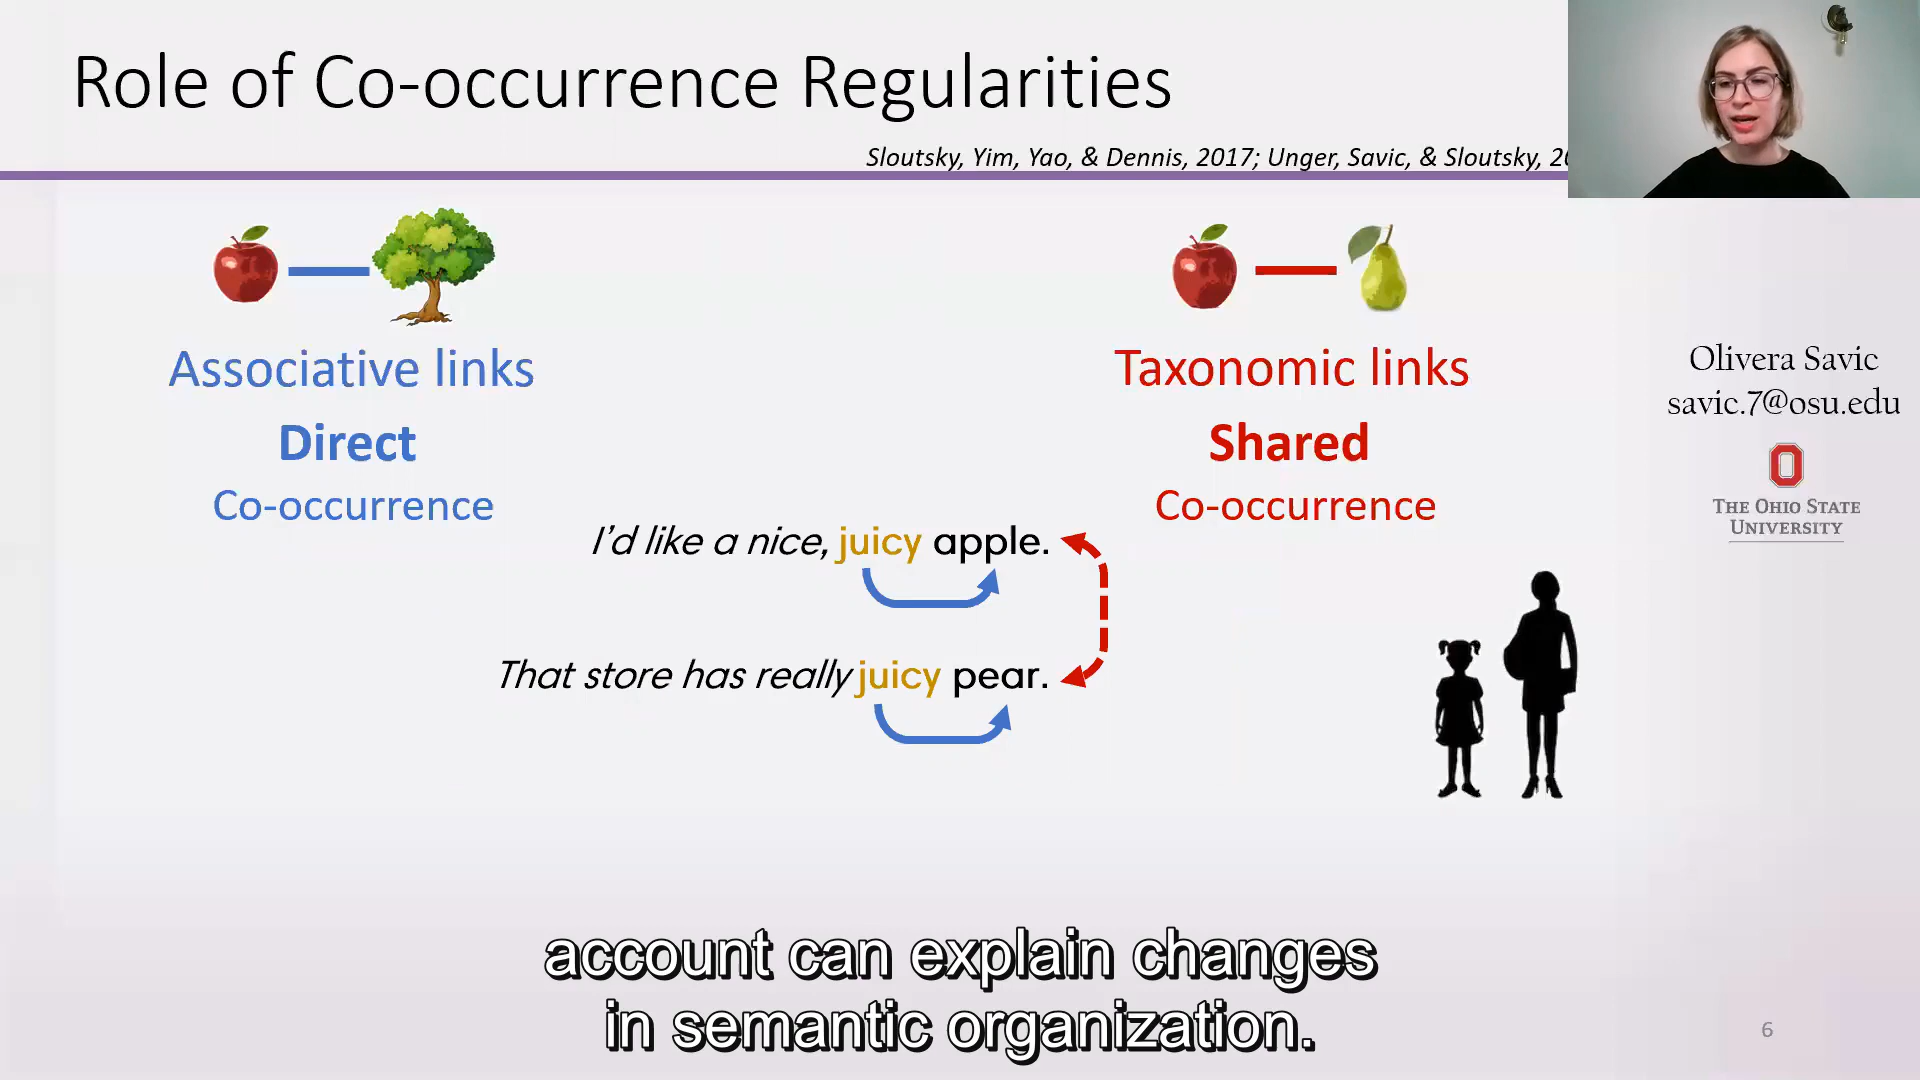 Role of Co-occurrence Regularities
Sloutsky, Yim, Yao, & Dennis, 2017; Unger, Savic, & Sloutsky,
Associative links
Direct
Co-occurrence
Taxonomic links
Shared
Co-occurrence
I'd like a nice, juicy apple.
That store has really juicy pear.
Olivera Savic
savic.7@osu.edu
THE OHIO STATE
UNIVERSITY
account can explain changes
in semantic organization.
6